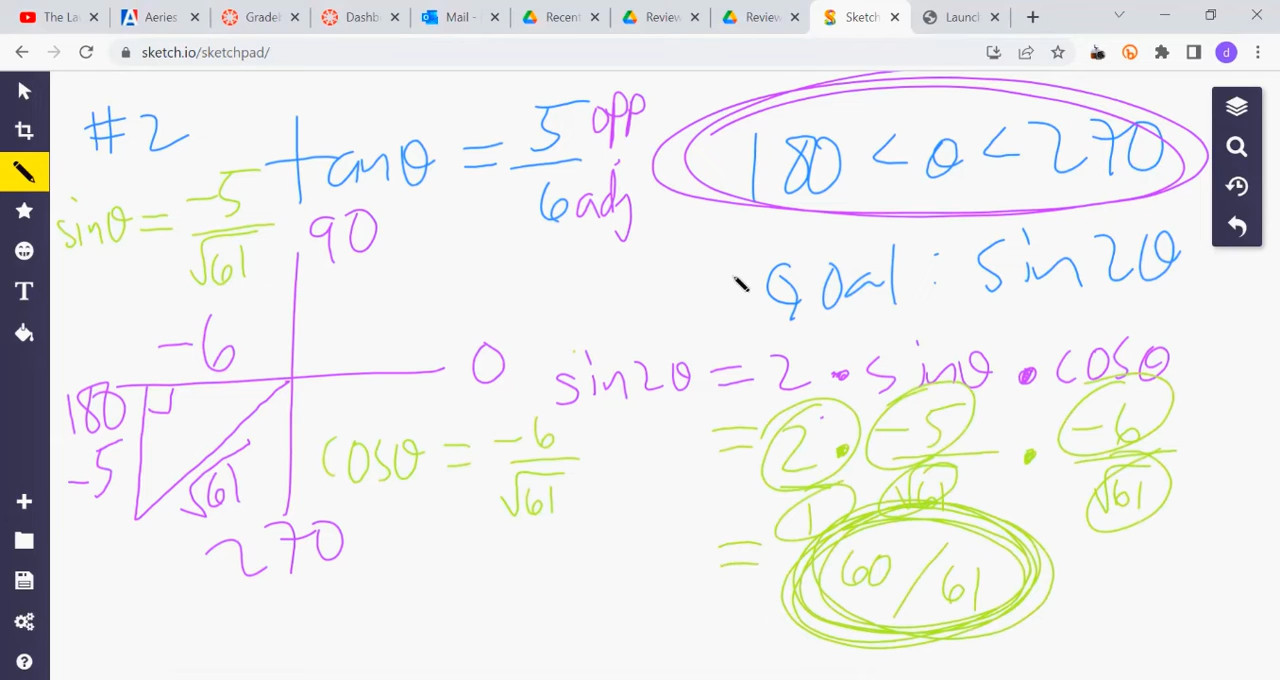 The La
Aeries
Gradel
Dashb
Mail -
Recent
Review
Review
Sketch
Launch
sketch.io/sketchpad/
d
#2
tanθ = 5/6
opp
adj
180 < θ < 270
sinθ = -5/√61
90
Goal: sin2θ
-6
0
180
-5
√61
270
cosθ = -6/√61
sin2θ = 2 · sinθ · cosθ
= 2/1 · -5/√61 · -6/√61
= 60/61
T
?